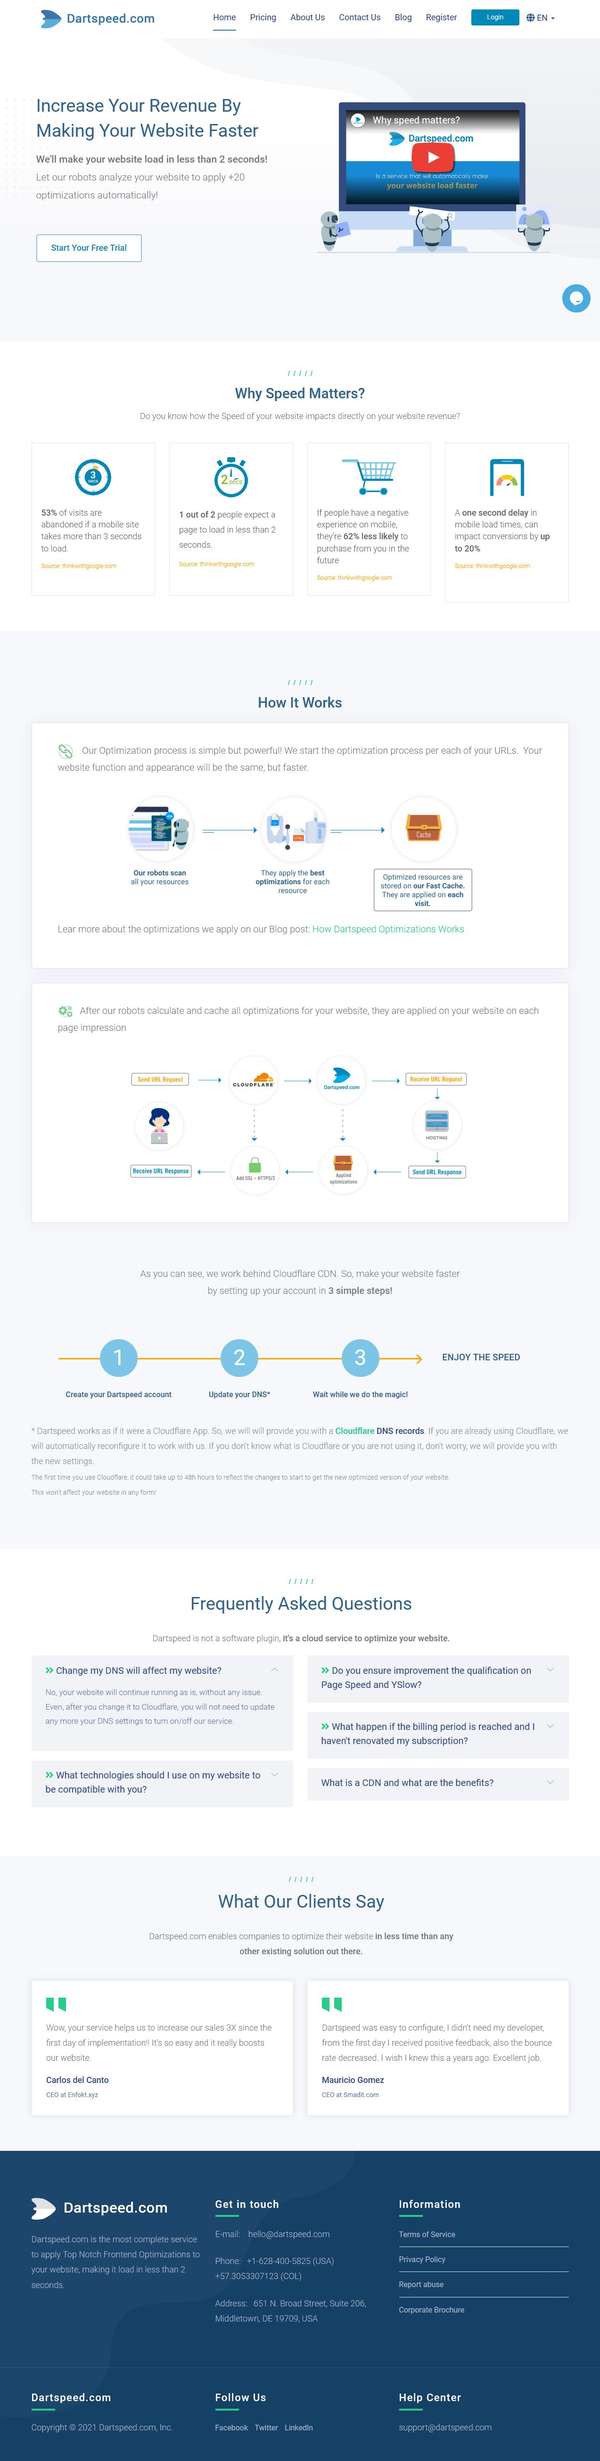 Dartspeed.com
Home Pricing About Us Contact Us Blog Register Login EN
Increase Your Revenue By
Making Your Website Faster
We'll make your website load in less than 2 seconds!
Let our robots analyze your website to apply +20
optimizations automatically!
Start Your Free Trial
Why speed matters?
Dartspeed.com
Is a service that will automatically make
your website load faster
/ / / / /
Why Speed Matters?
Do you know how the Speed of your website impacts directly on your website revenue?
3
53% of visits are
abandoned if a mobile site
takes more than 3 seconds
to load.
Source: thinkwithgoogle.com
2
1 out of 2 people expect a
page to load in less than 2
seconds.
Source: thinkwithgoogle.com
If people have a negative
experience on mobile,
they're 62% less likely to
purchase from you in the
future
Source: thinkwithgoogle.com
A one second delay in
mobile load times, can
impact conversions by up
to 20%
Source: thinkwithgoogle.com
/ / / / /
How It Works
Our Optimization process is simple but powerful! We start the optimization process per each of your URLs. Your
website function and appearance will be the same, but faster.
Cache
Our robots scan
all your resources
They apply the best
optimizations for each
resource
Optimized resources are
stored on our Fast Cache.
They are applied on each
visit.
Lear more about the optimizations we apply on our Blog post: How Dartspeed Optimizations Works
After our robots calculate and cache all optimizations for your website, they are applied on your website on each
page impression
Send URL Request
CLOUDFLARE
Dartspeed.com
Receive URL Request
HOSTING
Receive URL Response
Add SSL + HTTPS/2
Applied
optimizations
Send URL Response
As you can see, we work behind Cloudflare CDN. So, make your website faster
by setting up your account in 3 simple steps!
1 2 3 ENJOY THE SPEED
Create your Dartspeed account Update your DNS* Wait while we do the magic!
* Dartspeed works as if it were a Cloudflare App. So, we will will provide you with a Cloudflare DNS records. If you are already using Cloudflare, we
will automatically reconfigure it to work with us. If you don't know what is Cloudflare or you are not using it, don't worry, we will provide you with
the new settings.
The first time you use Cloudflare, it could take up to 48h hours to reflect the changes to start to get the new optimized version of your website.
This won't affect your website in any form!
/ / / / /
Frequently Asked Questions
Dartspeed is not a software plugin, it's a cloud service to optimize your website.
Change my DNS will affect my website?
No, your website will continue running as is, without any issue.
Even, after you change it to Cloudflare, you will not need to update
any more your DNS settings to turn on/off our service.
What technologies should I use on my website to
be compatible with you?
Do you ensure improvement the qualification on
Page Speed and YSlow?
What happen if the billing period is reached and I
haven't renovated my subscription?
What is a CDN and what are the benefits?
/ / / / /
What Our Clients Say
Dartspeed.com enables companies to optimize their website in less time than any
other existing solution out there.
Wow, your service helps us to increase our sales 3X since the
first day of implementation!! It's so easy and it really boosts
our website.
Carlos del Canto
CEO at Enfokt.xyz
Dartspeed was easy to configure, I didn't need my developer,
from the first day I received positive feedback, also the bounce
rate decreased. I wish I knew this a years ago. Excellent job.
Mauricio Gomez
CEO at Smadit.com
Dartspeed.com
Dartspeed.com is the most complete service
to apply Top Notch Frontend Optimizations to
your website, making it load in less than 2
seconds.
Get in touch
E-mail: hello@dartspeed.com
Phone: +1-628-400-5825 (USA)
+57.3053307123 (COL)
Address: 651 N. Broad Street, Suite 206,
Middletown, DE 19709, USA
Information
Terms of Service
Privacy Policy
Report abuse
Corporate Brochure
Dartspeed.com
Copyright © 2021 Dartspeed.com, Inc.
Follow Us
Facebook Twitter LinkedIn
Help Center
support@dartspeed.com